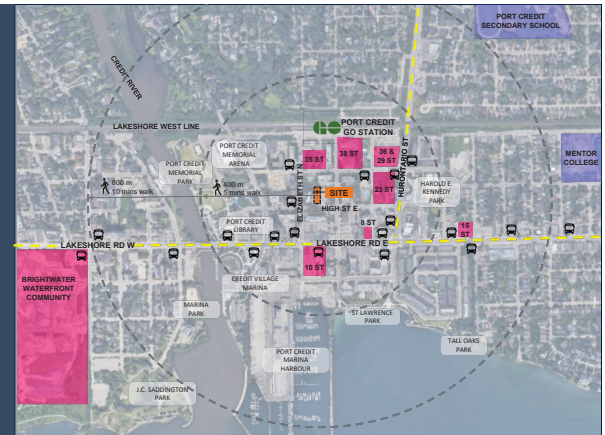 PORT CREDIT
SECONDARY SCHOOL
CREDIT RIVER
LAKESHORE WEST LINE
GO
PORT CREDIT
GO STATION
HURONTARIO ST
PORT CREDIT
MEMORIAL
ARENA
PORT CREDIT
MEMORIAL
PARK
ELIZABETH ST N
35 ST
38 ST
36 &
29 ST
MENTOR
COLLEGE
800 m
10 mins walk
400 m
5 mins walk
SITE
23 ST
HAROLD E.
KENNEDY
PARK
HIGH ST E
PORT CREDIT
LIBRARY
8 ST
15
ST
LAKESHORE RD W
LAKESHORE RD E
10 ST
BRIGHTWATER
WATERFRONT
COMMUNITY
CREDIT VILLAGE
MARINA
MARINA
PARK
ST LAWRENCE
PARK
TALL OAKS
PARK
PORT CREDIT
MARINA
HARBOUR
J.C. SADDINGTON
PARK